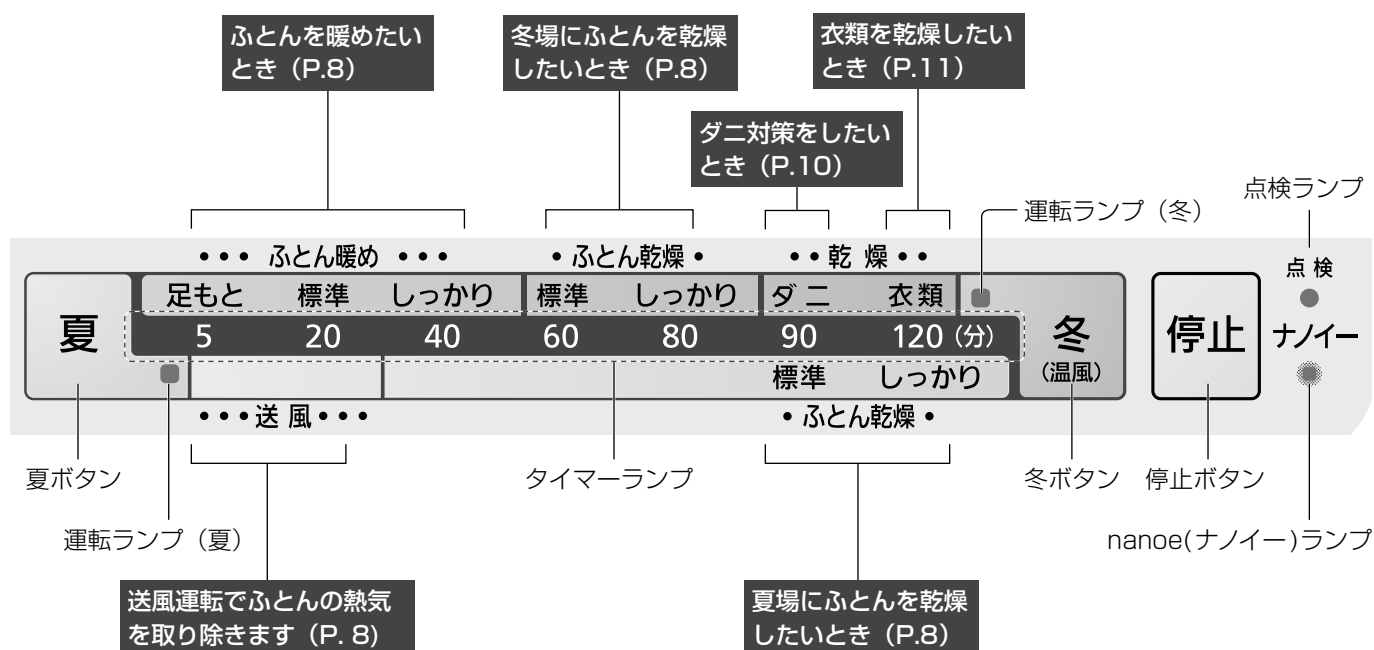 ふとんを暖めたい
とき（P.8）
冬場にふとんを乾燥
したいとき（P.8）
衣類を乾燥したい
とき（P.11）
ダニ対策をしたい
とき（P.10）
運転ランプ（冬）
点検ランプ
••• ふとん暖め •••
• ふとん乾燥 •
•• 乾 燥 ••
点 検
夏
足もと 標準 しっかり 標準 しっかり ダ ニ 衣 類
5 20 40 60 80 90 120（分）
標準 しっかり
冬
（温風）
停止
ナノイー
••• 送 風 •••
• ふとん乾燥 •
夏ボタン
タイマーランプ
冬ボタン
停止ボタン
運転ランプ（夏）
nanoe(ナノイー)ランプ
送風運転でふとんの熱気
を取り除きます（P. 8）
夏場にふとんを乾燥
したいとき（P.8）